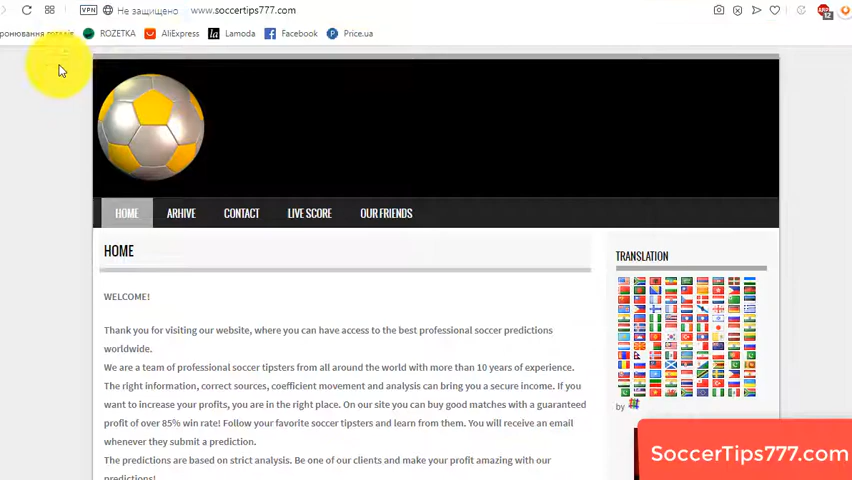 VPN Не защищено www.soccertips777.com
12
ронювання готелів ROZETKA AliExpress la Lamoda Facebook P Price.ua
HOME ARHIVE CONTACT LIVE SCORE OUR FRIENDS
HOME
WELCOME!
Thank you for visiting our website, where you can have access to the best professional soccer predictions
worldwide.
We are a team of professional soccer tipsters from all around the world with more than 10 years of experience.
The right information, correct sources, coefficient movement and analysis can bring you a secure income. If you
want to increase your profits, you are in the right place. On our site you can buy good matches with a guaranteed
profit of over 85% win rate! Follow your favorite soccer tipsters and learn from them. You will receive an email
whenever they submit a prediction.
The predictions are based on strict analysis. Be one of our clients and make your profit amazing with our
predictions!
TRANSLATION
by
SoccerTips777.com